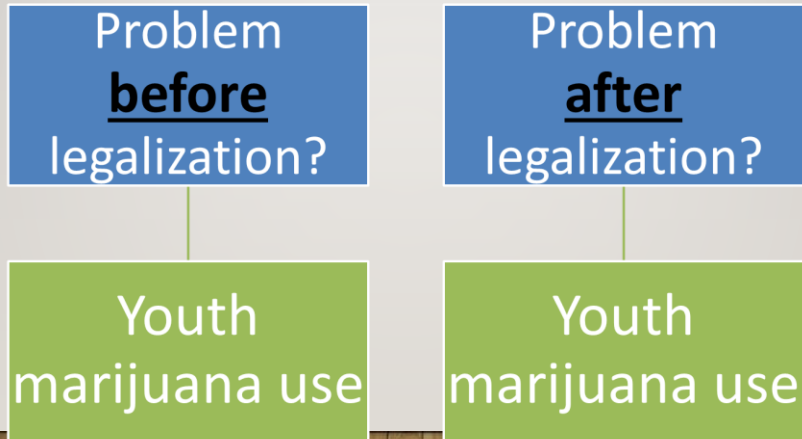 Problem
before
legalization?
Youth
marijuana use
Problem
after
legalization?
Youth
marijuana use